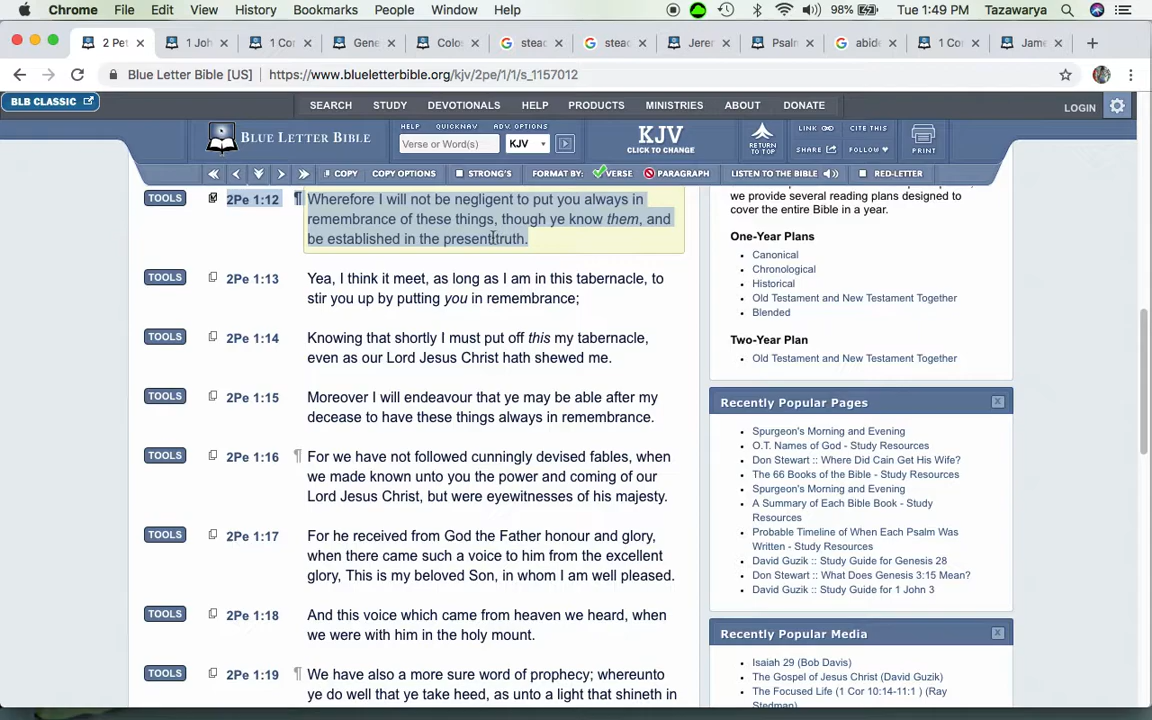 Chrome File Edit View History Bookmarks People Window Help 98% Tue 1:49 PM Tazawarya
2 Pet 1 Joh 1 Cor Gene Colos steac steac Jerer Psalm abide 1 Cor Jame
Blue Letter Bible [US] https://www.blueletterbible.org/kjv/2pe/1/1/s_1157012
BLB CLASSIC
SEARCH STUDY DEVOTIONALS HELP PRODUCTS MINISTRIES ABOUT DONATE LOGIN
BLUE LETTER BIBLE
HELP QUICKNAV ADV. OPTIONS
Verse or Word(s) KJV
KJV
CLICK TO CHANGE
RETURN
TO TOP
LINK CITE THIS
SHARE FOLLOW
PRINT
COPY COPY OPTIONS STRONG'S FORMAT BY: VERSE PARAGRAPH LISTEN TO THE BIBLE RED-LETTER
TOOLS 2Pe 1:12 ¶ Wherefore I will not be negligent to put you always in
remembrance of these things, though ye know them, and
be established in the present truth.
TOOLS 2Pe 1:13 Yea, I think it meet, as long as I am in this tabernacle, to
stir you up by putting you in remembrance;
TOOLS 2Pe 1:14 Knowing that shortly I must put off this my tabernacle,
even as our Lord Jesus Christ hath shewed me.
TOOLS 2Pe 1:15 Moreover I will endeavour that ye may be able after my
decease to have these things always in remembrance.
TOOLS 2Pe 1:16 ¶ For we have not followed cunningly devised fables, when
we made known unto you the power and coming of our
Lord Jesus Christ, but were eyewitnesses of his majesty.
TOOLS 2Pe 1:17 For he received from God the Father honour and glory,
when there came such a voice to him from the excellent
glory, This is my beloved Son, in whom I am well pleased.
TOOLS 2Pe 1:18 And this voice which came from heaven we heard, when
we were with him in the holy mount.
TOOLS 2Pe 1:19 ¶ We have also a more sure word of prophecy; whereunto
ye do well that ye take heed, as unto a light that shineth in
we provide several reading plans designed to
cover the entire Bible in a year.
One-Year Plans
Canonical
Chronological
Historical
Old Testament and New Testament Together
Blended
Two-Year Plan
Old Testament and New Testament Together
Recently Popular Pages
Spurgeon's Morning and Evening
O.T. Names of God - Study Resources
Don Stewart :: Where Did Cain Get His Wife?
The 66 Books of the Bible - Study Resources
Spurgeon's Morning and Evening
A Summary of Each Bible Book - Study
Resources
Probable Timeline of When Each Psalm Was
Written - Study Resources
David Guzik :: Study Guide for Genesis 28
Don Stewart :: What Does Genesis 3:15 Mean?
David Guzik :: Study Guide for 1 John 3
Recently Popular Media
Isaiah 29 (Bob Davis)
The Gospel of Jesus Christ (David Guzik)
The Focused Life (1 Cor 10:14-11:1 ) (Ray
Stedman)